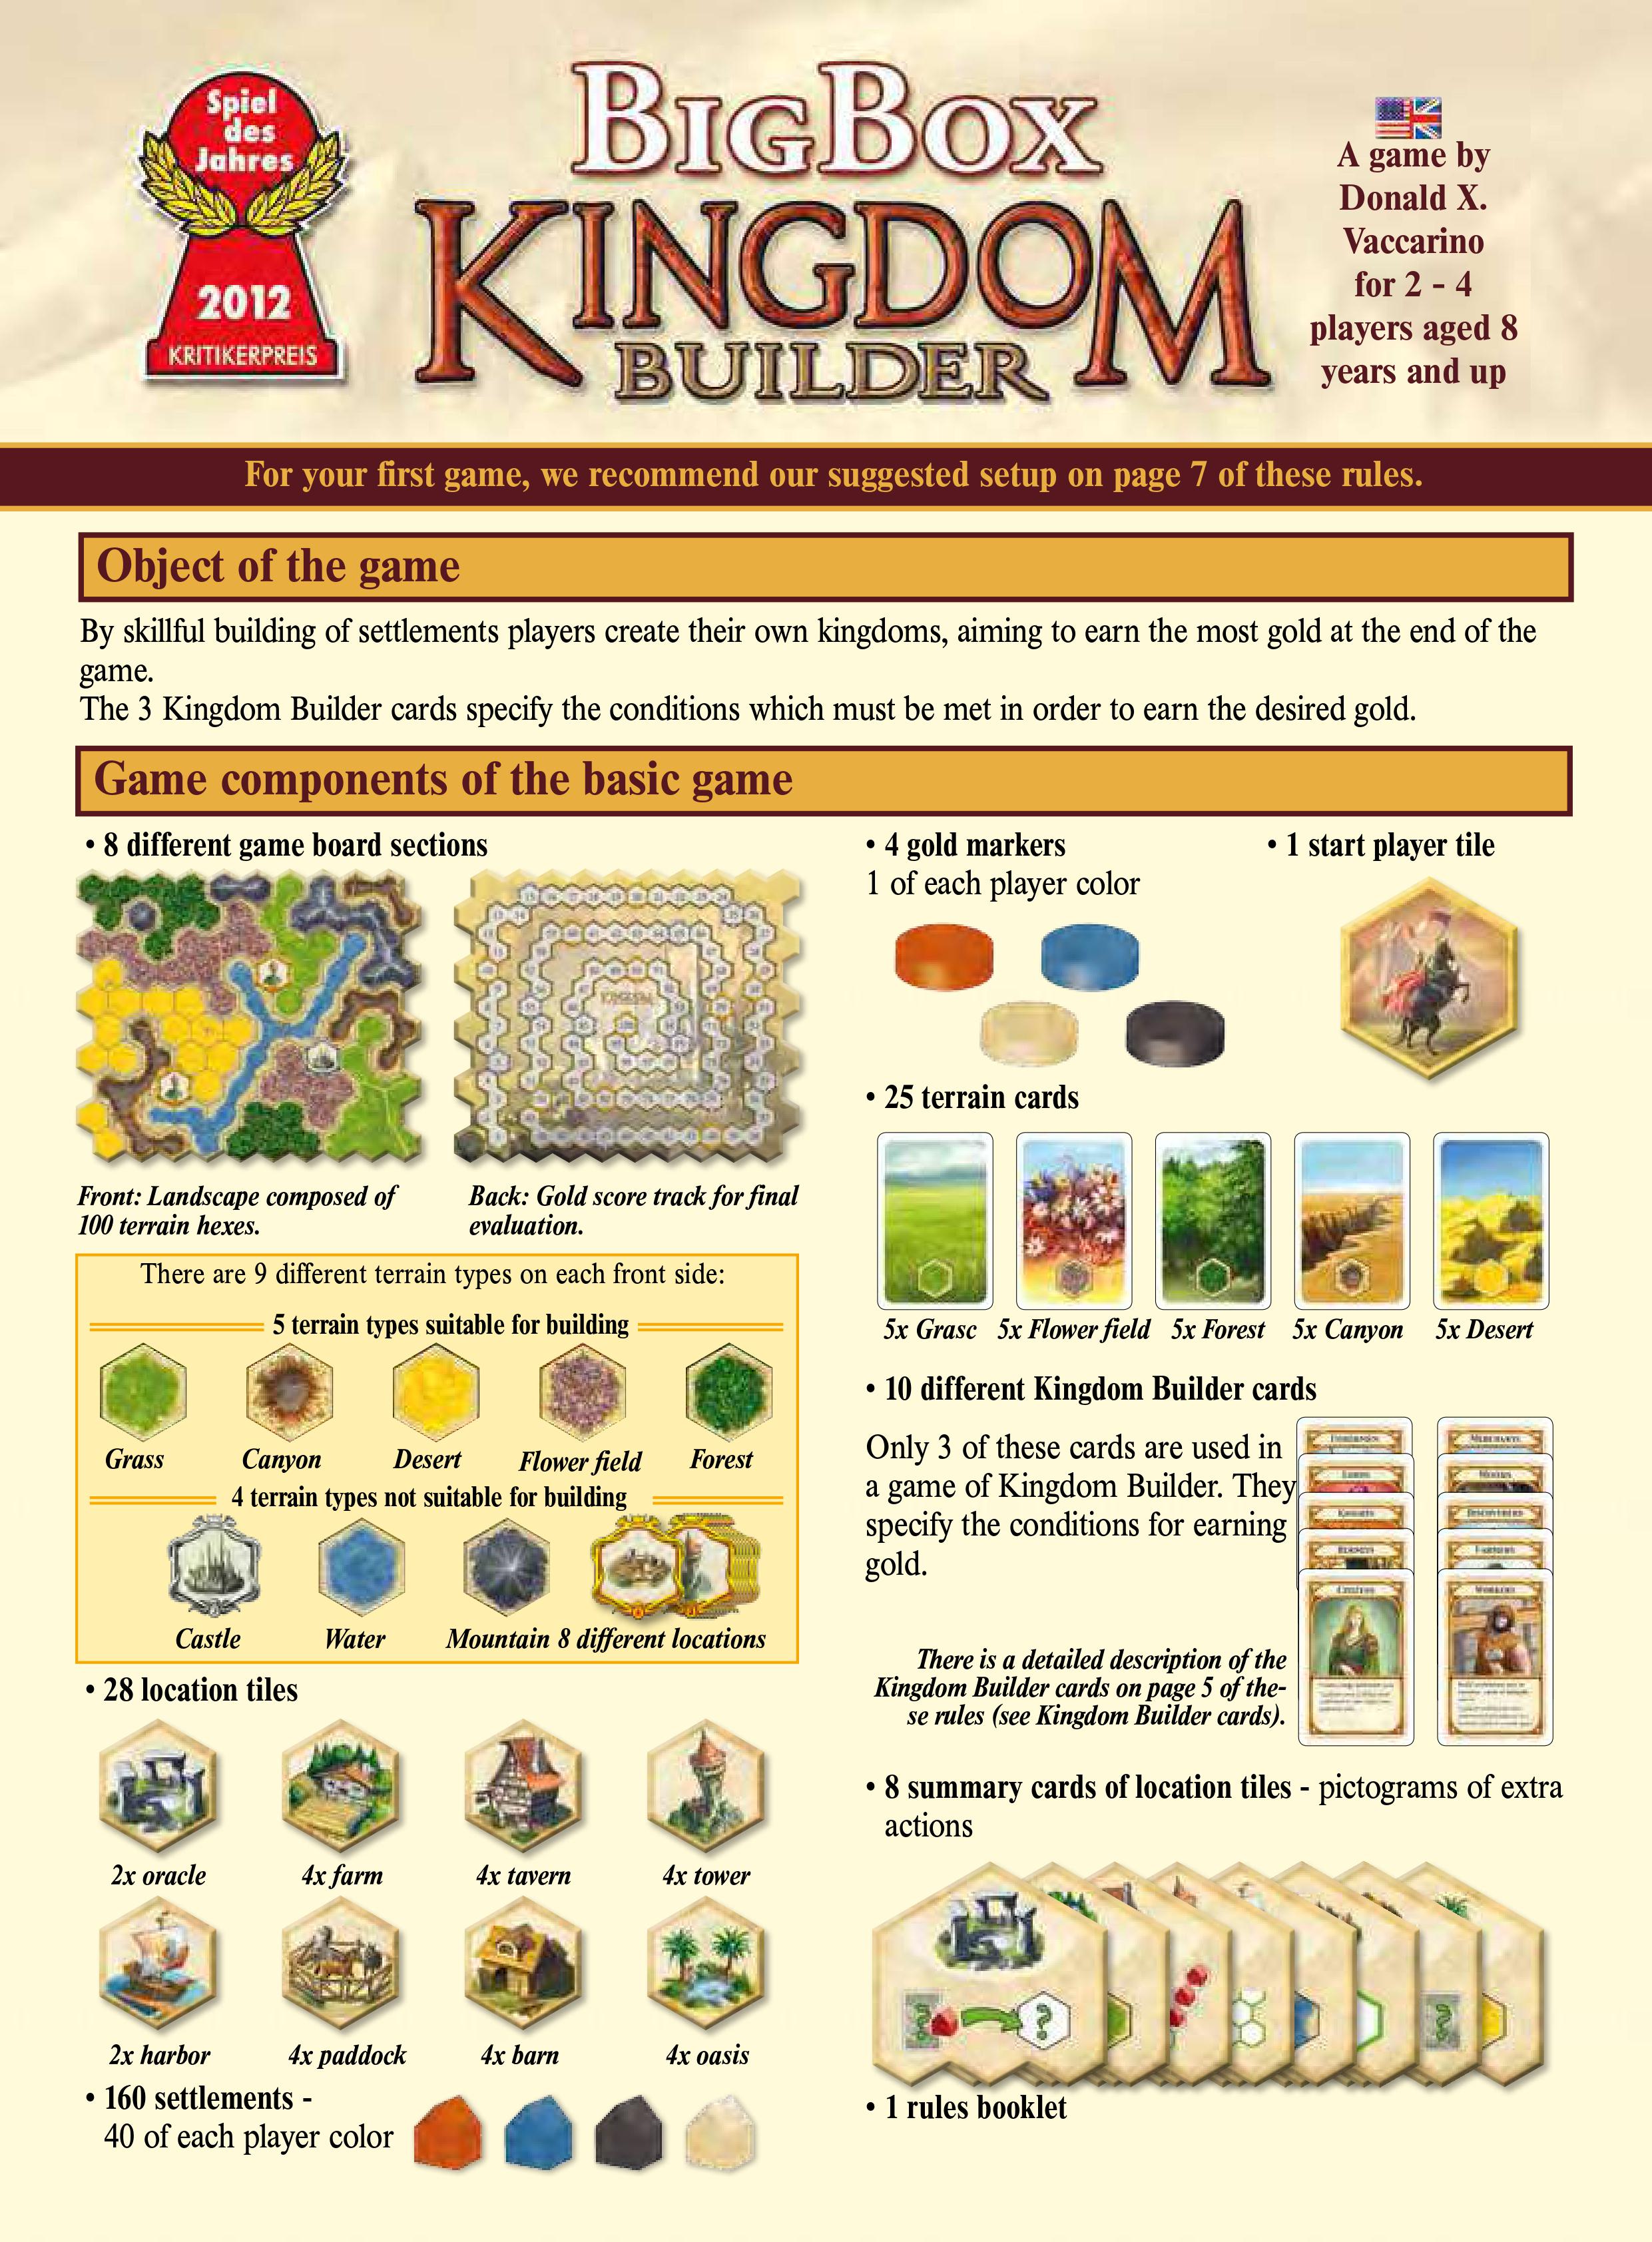 Spiel
des
Jahres
2012
KRITIKERPREIS
BIGBOX
KINGDOM
BUILDER
A game by
Donald X.
Vaccarino
for 2 - 4
players aged 8
years and up
For your first game, we recommend our suggested setup on page 7 of these rules.
Object of the game
By skillful building of settlements players create their own kingdoms, aiming to earn the most gold at the end of the
game.
The 3 Kingdom Builder cards specify the conditions which must be met in order to earn the desired gold.
Game components of the basic game
• 8 different game board sections
Front: Landscape composed of
100 terrain hexes.
Back: Gold score track for final
evaluation.
There are 9 different terrain types on each front side:
5 terrain types suitable for building
Grass Canyon Desert Flower field Forest
4 terrain types not suitable for building
Castle Water Mountain 8 different locations
• 28 location tiles
2x oracle 4x farm 4x tavern 4x tower
2x harbor 4x paddock 4x barn 4x oasis
• 160 settlements -
40 of each player color
• 4 gold markers
1 of each player color
• 1 start player tile
• 25 terrain cards
5x Grasc 5x Flower field 5x Forest 5x Canyon 5x Desert
• 10 different Kingdom Builder cards
Only 3 of these cards are used in
a game of Kingdom Builder. They
specify the conditions for earning
gold.
There is a detailed description of the
Kingdom Builder cards on page 5 of the-
se rules (see Kingdom Builder cards).
• 8 summary cards of location tiles - pictograms of extra
actions
• 1 rules booklet